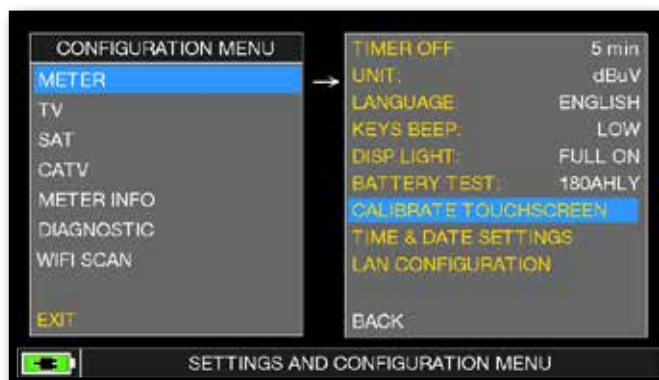 CONFIGURATION MENU
METER
TV
SAT
CATV
METER INFO
DIAGNOSTIC
WIFI SCAN
EXIT
TIMER OFF: 5 min
UNIT: dBuV
LANGUAGE: ENGLISH
KEYS BEEP: LOW
DISP.LIGHT: FULL ON
BATTERY TEST: 180AHLY
CALIBRATE TOUCHSCREEN
TIME & DATE SETTINGS
LAN CONFIGURATION
BACK
SETTINGS AND CONFIGURATION MENU